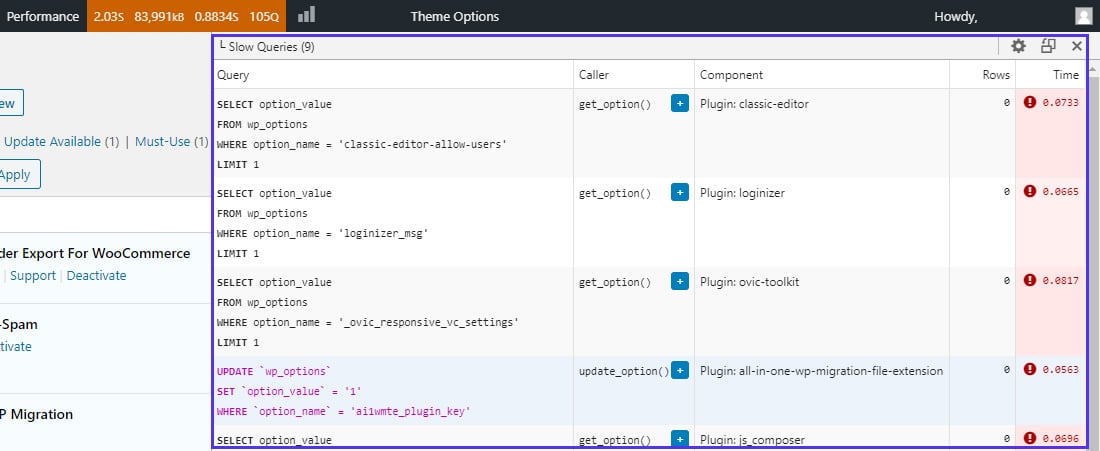 Performance 2.03S 83,991kB 0.8834S 105Q Theme Options Howdy,
└ Slow Queries (9)
Query Caller Component Rows Time
SELECT option_value get_option() + Plugin: classic-editor 0 0.0733
FROM wp_options
WHERE option_name = 'classic-editor-allow-users'
LIMIT 1
SELECT option_value get_option() + Plugin: loginizer 0 0.0665
FROM wp_options
WHERE option_name = 'loginizer_msg'
LIMIT 1
SELECT option_value get_option() + Plugin: ovic-toolkit 0 0.0817
FROM wp_options
WHERE option_name = '_ovic_responsive_vc_settings'
LIMIT 1
UPDATE `wp_options` update_option() + Plugin: all-in-one-wp-migration-file-extension 0 0.0563
SET `option_value` = '1'
WHERE `option_name` = 'ai1wmte_plugin_key'
SELECT option_value get_option() + Plugin: js_composer 0 0.0696
ew
Update Available (1) | Must-Use (1)
Apply
der Export For WooCommerce
| Support | Deactivate
-Spam
tivate
P Migration